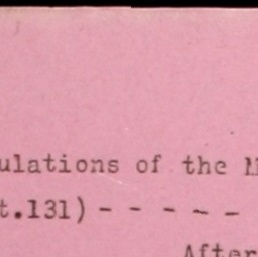 ulations of the M
t.131) - - - - -
After